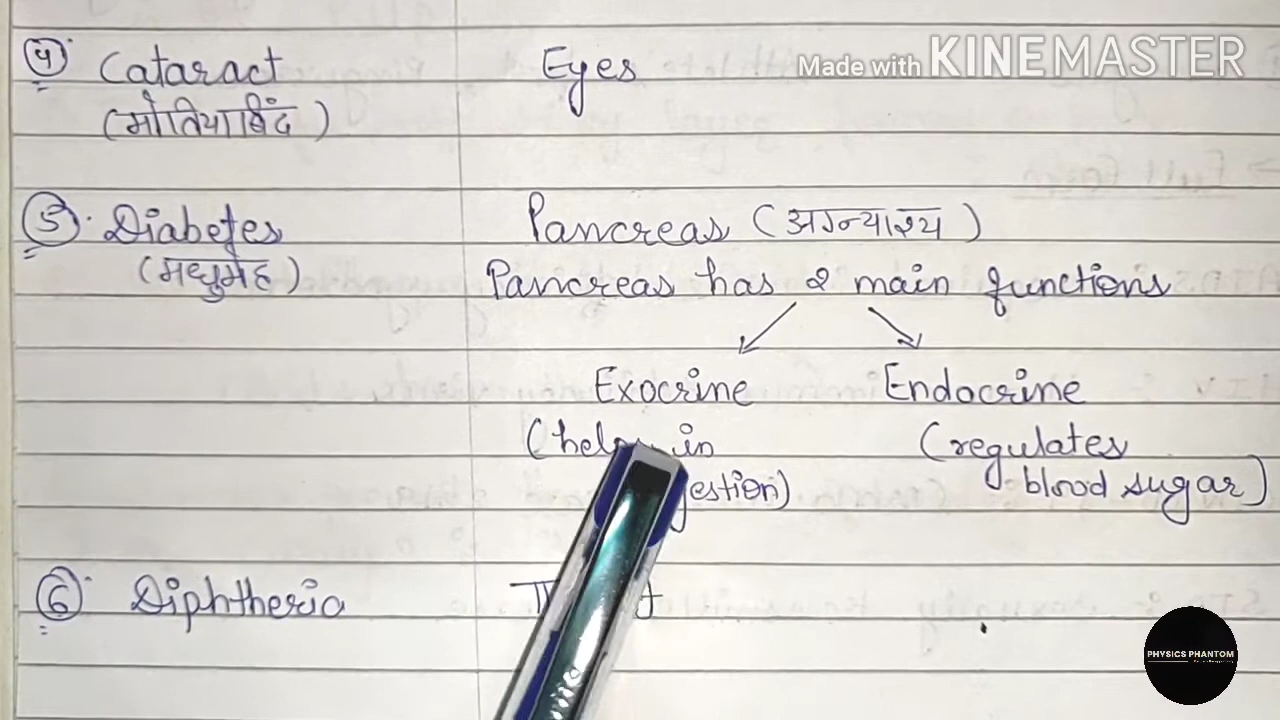 ④ Cataract Eyes
(मोतियाबिंद)
⑤. Diabetes Pancreas (अग्न्याश्य)
(मधुमेह) Pancreas has 2 main functions
Exocrine Endocrine
in (regulates
blood sugar)
⑥. Diphtheria
Made with KINEMASTER
PHYSICS PHANTOM